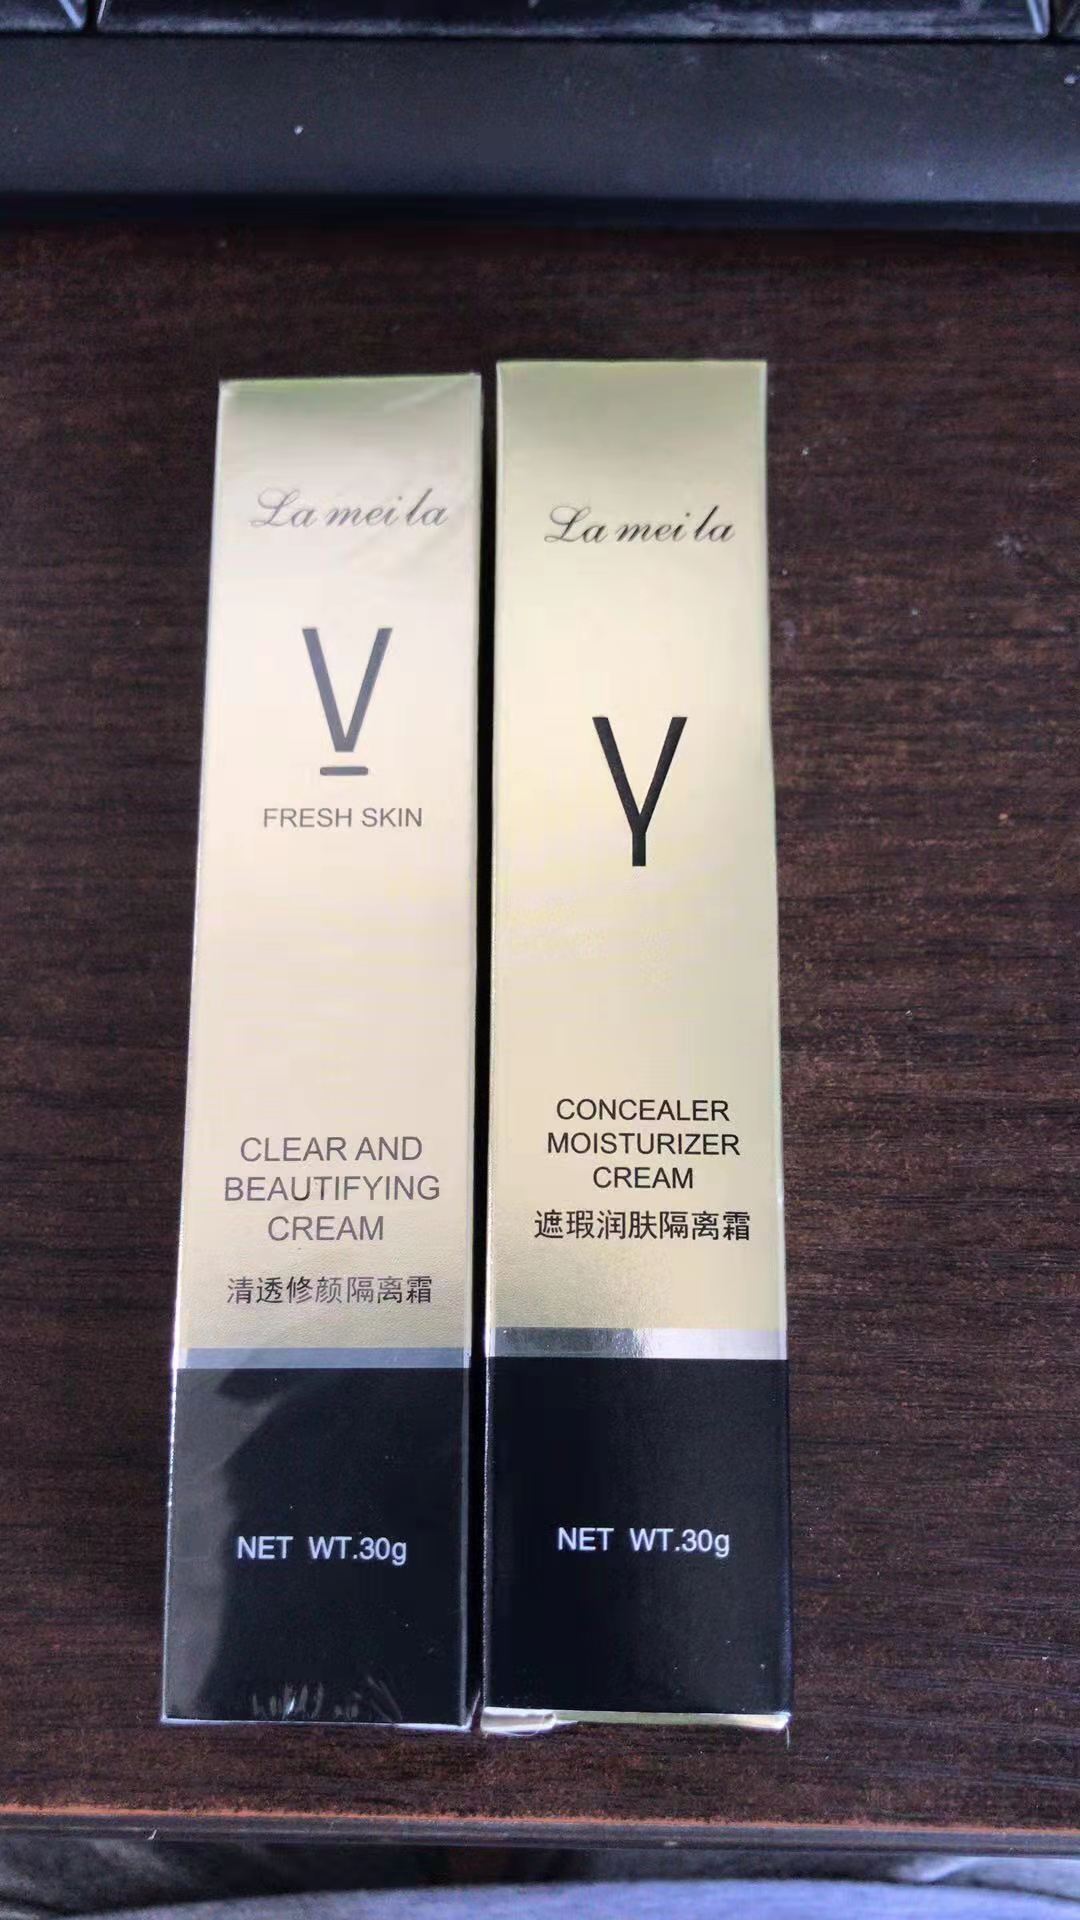 La mei la
V
FRESH SKIN
CLEAR AND
BEAUTIFYING
CREAM
清透修颜隔离霜
NET WT.30g
La mei la
Y
CONCEALER
MOISTURIZER
CREAM
遮瑕润肤隔离霜
NET WT.30g